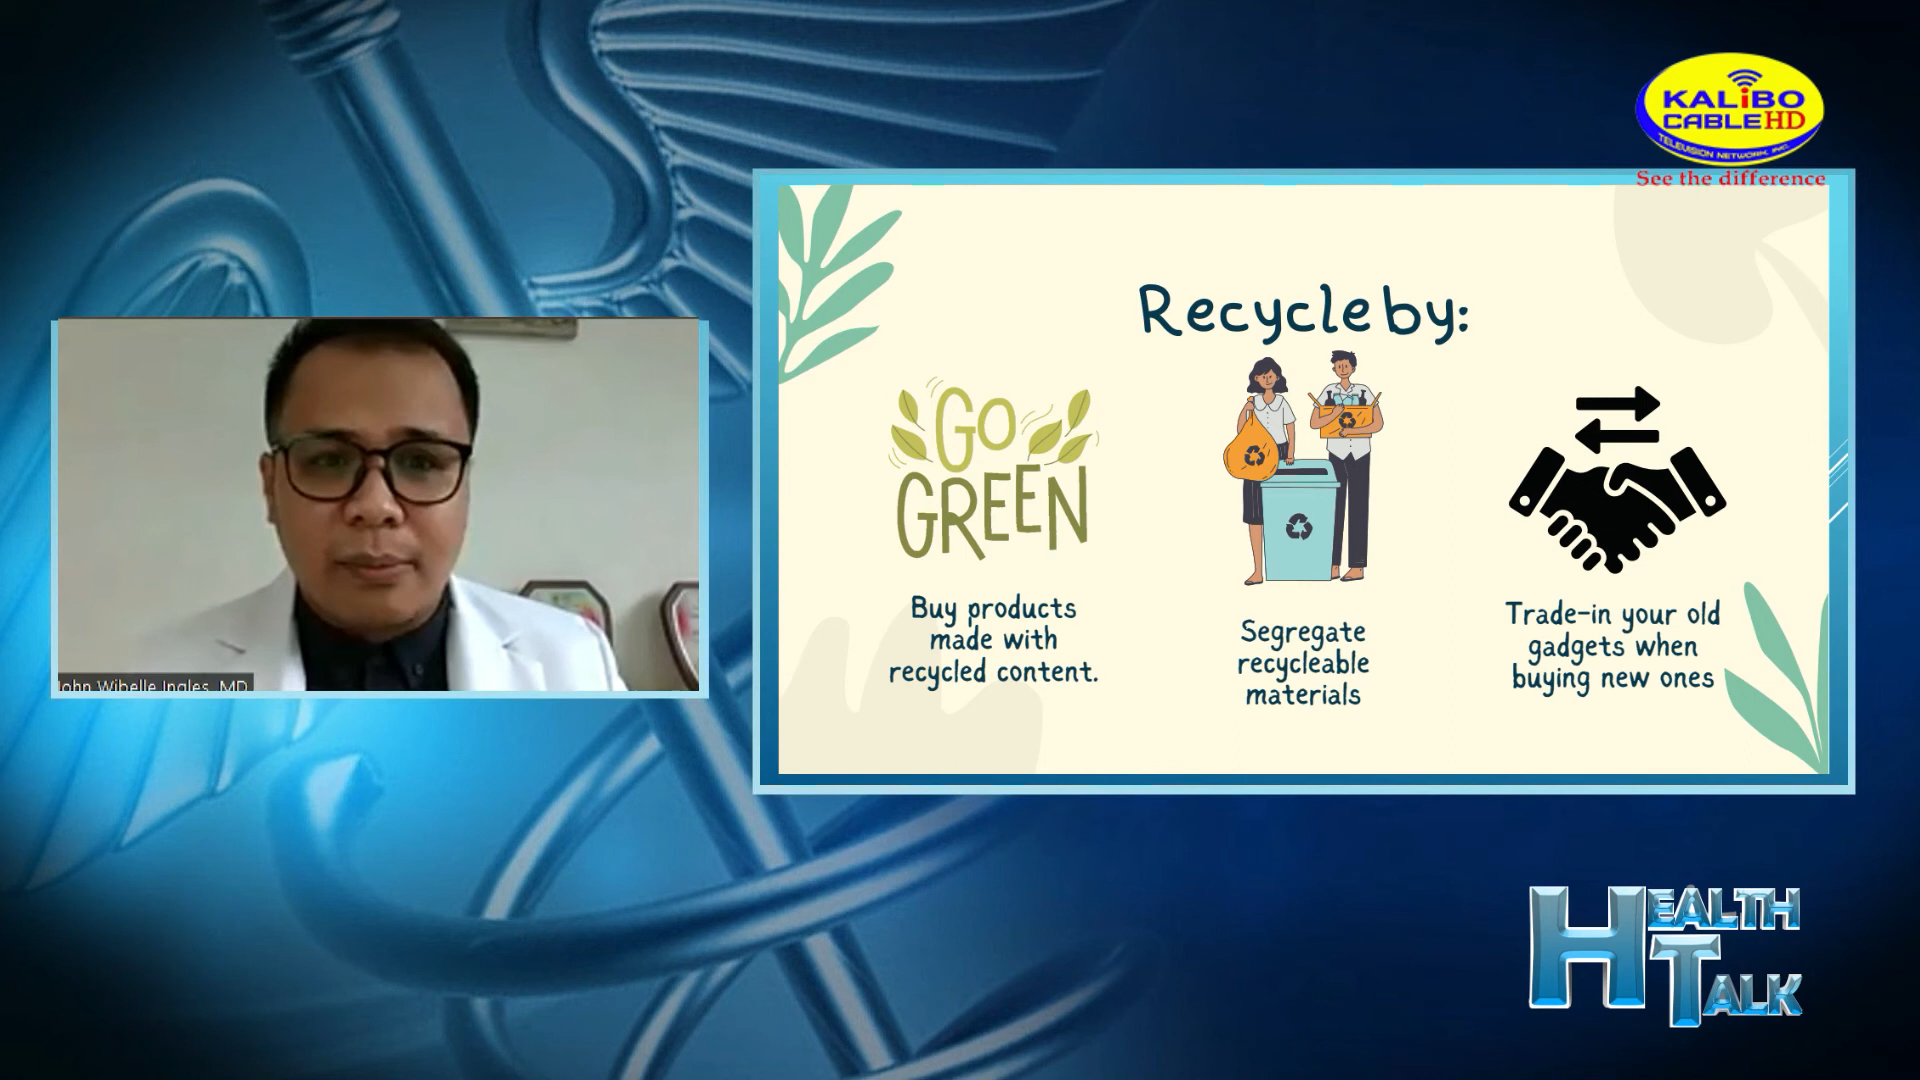 KALiBO
CABLE HD
TELEVISION NETWORK, INC.
See the difference
Recycle by:
GO
GREEN
Buy products
made with
recycled content.
Segregate
recycleable
materials
Trade-in your old
gadgets when
buying new ones
John Wibelle Ingles, MD
HEALTH
TALK